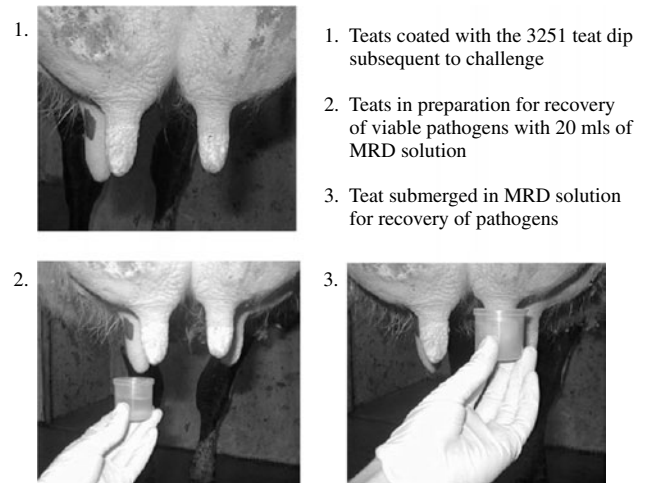 1.
1. Teats coated with the 3251 teat dip
subsequent to challenge
2. Teats in preparation for recovery
of viable pathogens with 20 mls of
MRD solution
3. Teat submerged in MRD solution
for recovery of pathogens
2.
3.